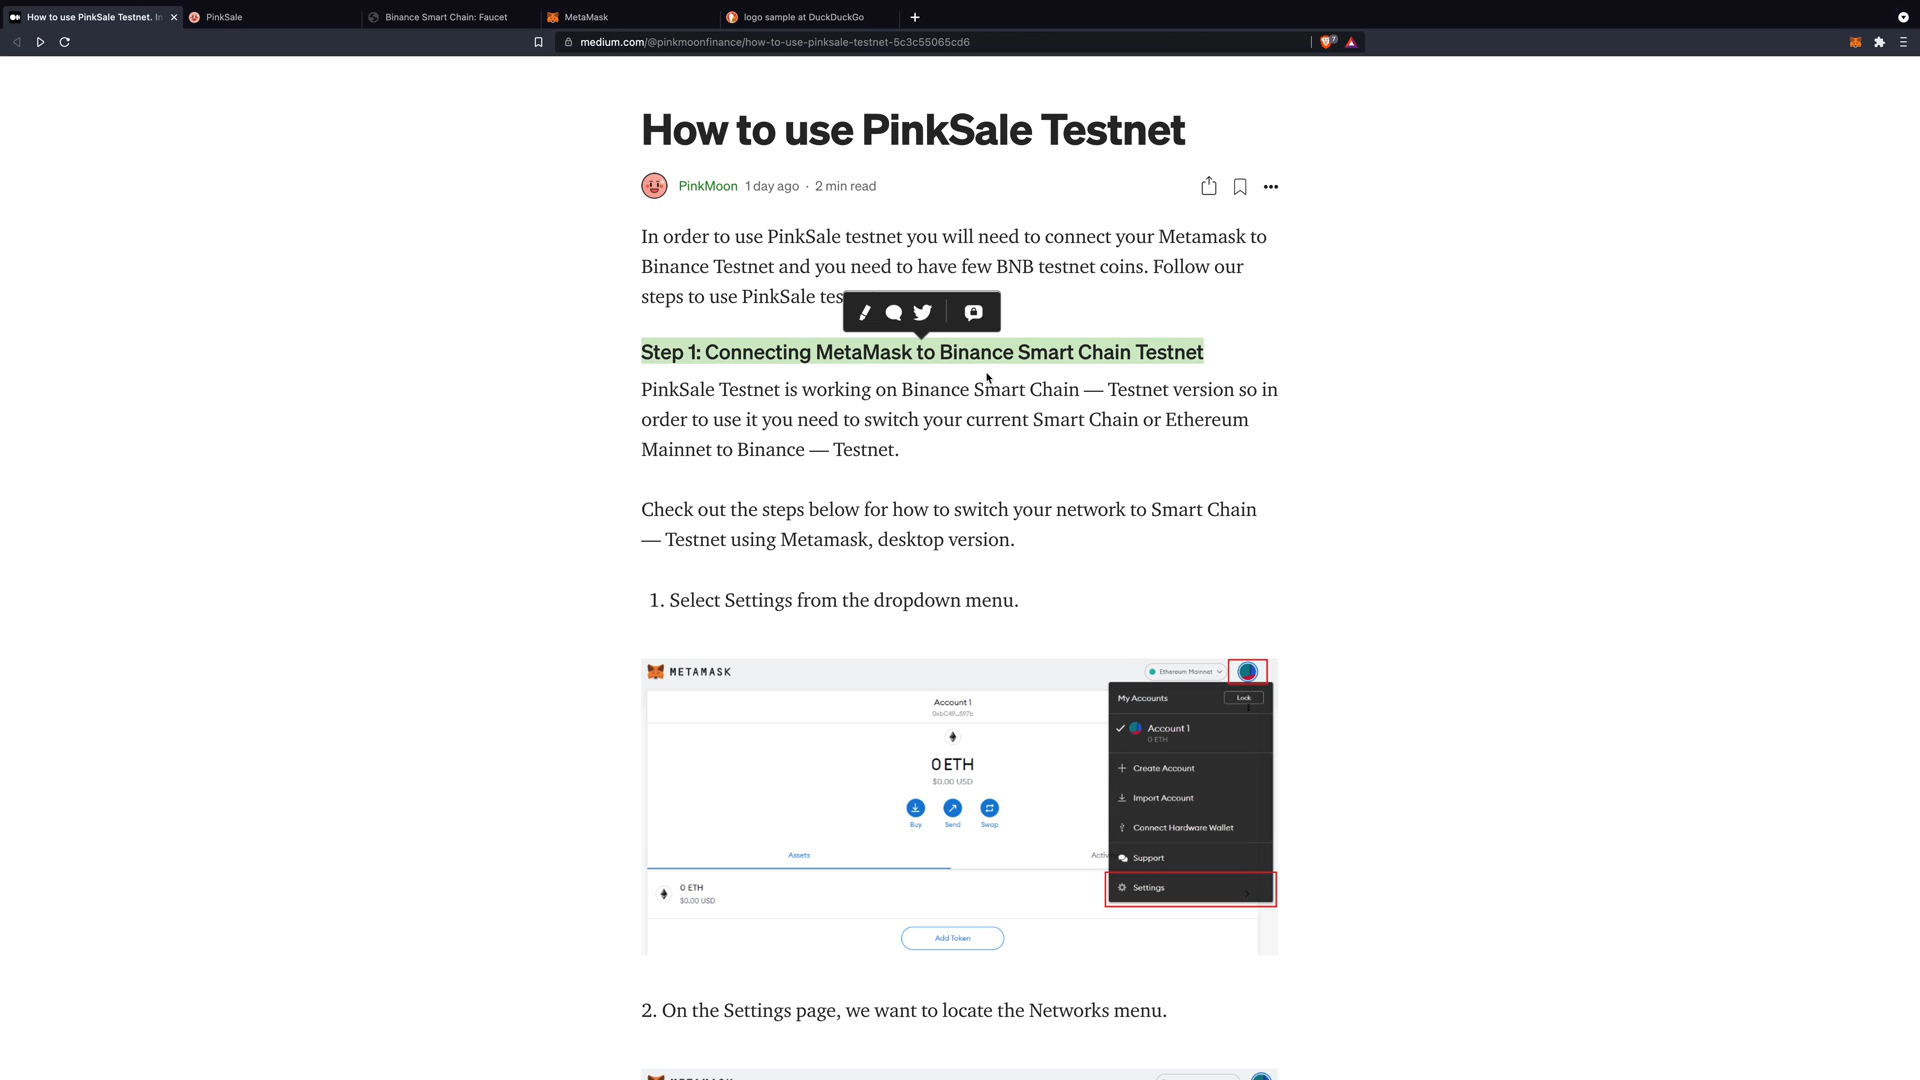 How to use PinkSale Testnet. In
PinkSale
Binance Smart Chain: Faucet
MetaMask
logo sample at DuckDuckGo
medium.com/@pinkmoonfinance/how-to-use-pinksale-testnet-5c3c55065cd6
7
How to use PinkSale Testnet
PinkMoon 1 day ago · 2 min read
In order to use PinkSale testnet you will need to connect your Metamask to
Binance Testnet and you need to have few BNB testnet coins. Follow our
steps to use PinkSale tes
Step 1: Connecting MetaMask to Binance Smart Chain Testnet
PinkSale Testnet is working on Binance Smart Chain — Testnet version so in
order to use it you need to switch your current Smart Chain or Ethereum
Mainnet to Binance — Testnet.
Check out the steps below for how to switch your network to Smart Chain
— Testnet using Metamask, desktop version.
1. Select Settings from the dropdown menu.
METAMASK
Ethereum Mainnet
My Accounts
Lock
Account 1
0xbC49...597b
Account 1
0 ETH
0 ETH
$0.00 USD
Create Account
Import Account
Buy
Send
Swap
Connect Hardware Wallet
Assets
Activ
Support
0 ETH
$0.00 USD
Settings
Add Token
2. On the Settings page, we want to locate the Networks menu.